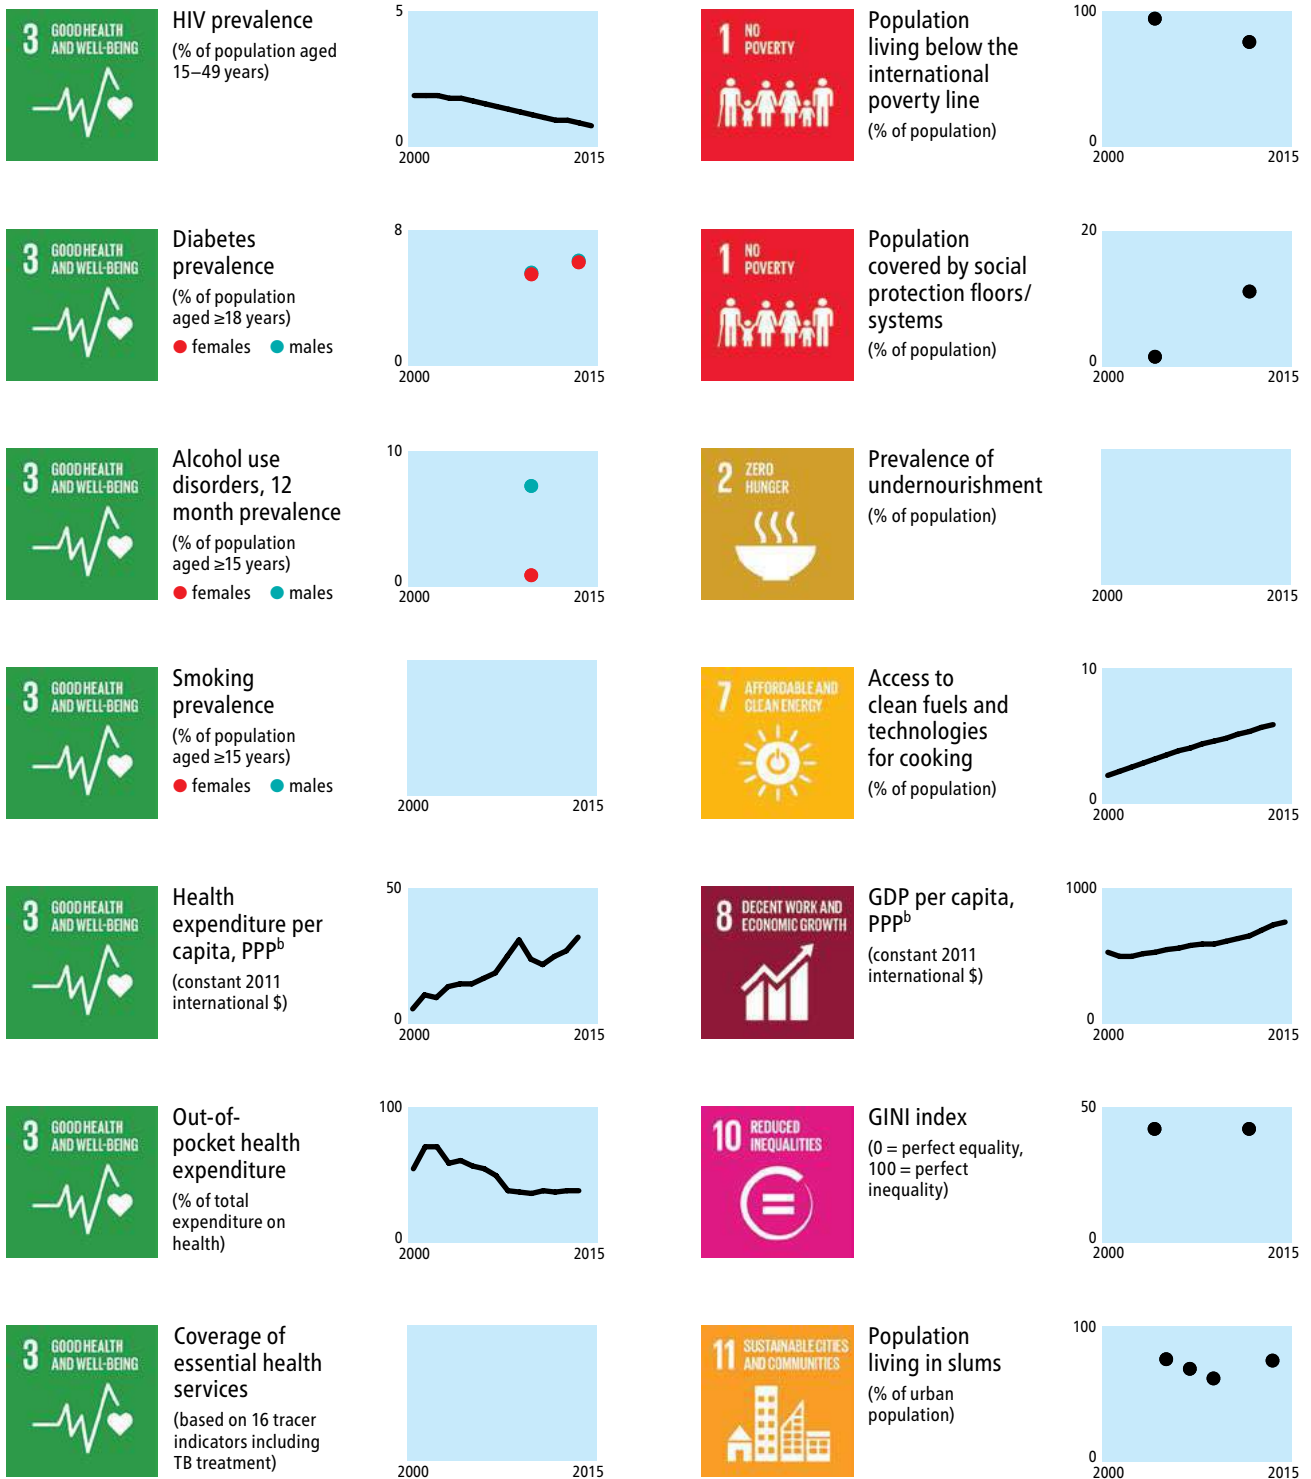 3 GOOD HEALTH
AND WELL-BEING
HIV prevalence
(% of population aged
15–49 years)
5
0
2000 2015
3 GOOD HEALTH
AND WELL-BEING
Diabetes
prevalence
(% of population
aged ≥18 years)
females males
8
0
2000 2015
3 GOOD HEALTH
AND WELL-BEING
Alcohol use
disorders, 12
month prevalence
(% of population
aged ≥15 years)
females males
10
0
2000 2015
3 GOOD HEALTH
AND WELL-BEING
Smoking
prevalence
(% of population
aged ≥15 years)
females males
2000 2015
3 GOOD HEALTH
AND WELL-BEING
Health
expenditure per
capita, PPPb
(constant 2011
international $)
50
0
2000 2015
3 GOOD HEALTH
AND WELL-BEING
Out-of-
pocket health
expenditure
(% of total
expenditure on
health)
100
0
2000 2015
3 GOOD HEALTH
AND WELL-BEING
Coverage of
essential health
services
(based on 16 tracer
indicators including
TB treatment)
2000 2015
1 NO
POVERTY
Population
living below the
international
poverty line
(% of population)
100
0
2000 2015
1 NO
POVERTY
Population
covered by social
protection floors/
systems
(% of population)
20
0
2000 2015
2 ZERO
HUNGER
Prevalence of
undernourishment
(% of population)
2000 2015
7 AFFORDABLE AND
CLEAN ENERGY
Access to
clean fuels and
technologies
for cooking
(% of population)
10
0
2000 2015
8 DECENT WORK AND
ECONOMIC GROWTH
GDP per capita,
PPPb
(constant 2011
international $)
1000
0
2000 2015
10 REDUCED
INEQUALITIES
GINI index
(0 = perfect equality,
100 = perfect
inequality)
50
0
2000 2015
11 SUSTAINABLE CITIES
AND COMMUNITIES
Population
living in slums
(% of urban
population)
100
0
2000 2015